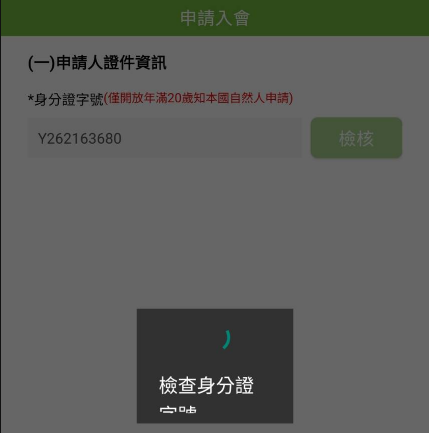 申請入會
(一)申請人證件資訊
*身分證字號(僅開放年滿20歲知本國自然人申請)
Y262163680
檢核
檢查身分證
字號